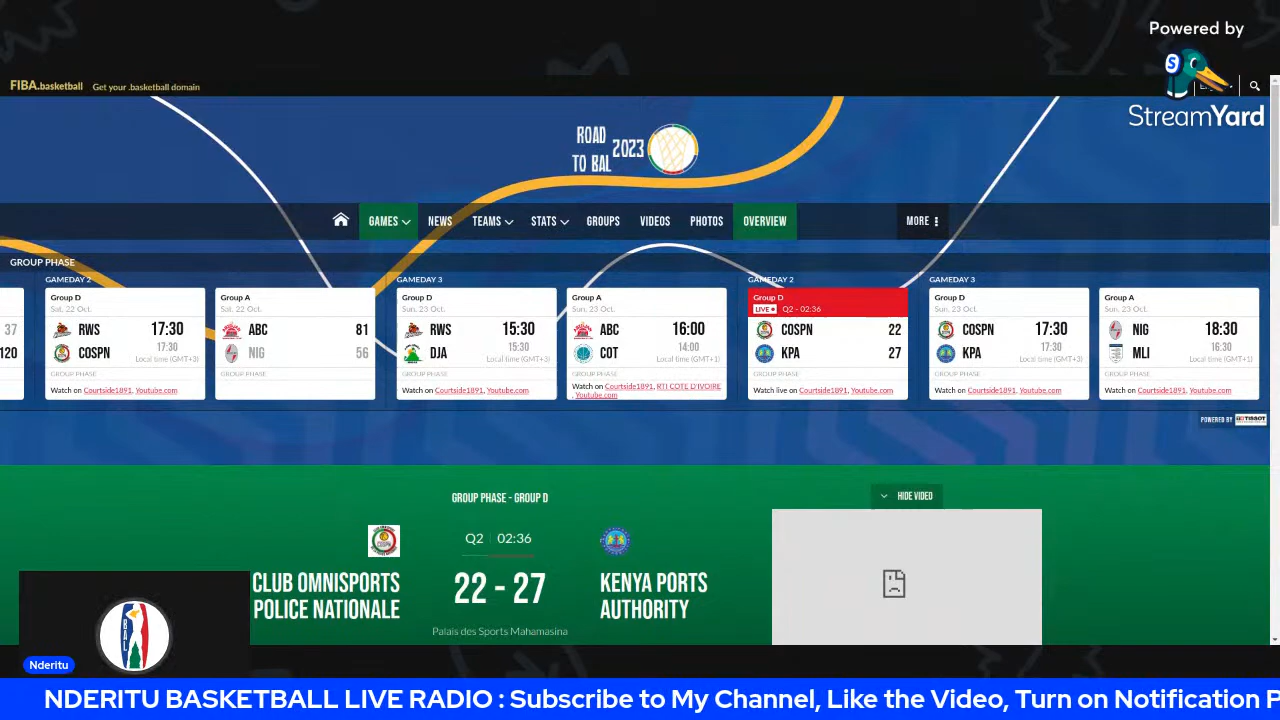 Powered by
StreamYard
FIBA.basketball
Get your .basketball domain
ROAD TO BAL 2023
GAMES
NEWS
TEAMS
STATS
GROUPS
VIDEOS
PHOTOS
OVERVIEW
MORE
GROUP PHASE
GAMEDAY 2
GAMEDAY 3
GAMEDAY 2
GAMEDAY 3
37
120
Group D
Sat. 22 Oct.
RWS 17:30
COSPN 17:30
Local time (GMT+3)
GROUP PHASE
Watch on Courtside1891, Youtube.com
Group A
Sat. 22 Oct.
ABC 81
NIG 56
GROUP PHASE
Group D
Sun. 23 Oct.
RWS 15:30
DJA 15:30
Local time (GMT+3)
GROUP PHASE
Watch on Courtside1891, Youtube.com
Group A
Sun. 23 Oct.
ABC 16:00
COT 14:00
Local time (GMT+1)
GROUP PHASE
Watch on Courtside1891, RTI COTE D'IVOIRE
, Youtube.com
Group D
LIVE Q2 - 02:36
COSPN 22
KPA 27
GROUP PHASE
Watch live on Courtside1891, Youtube.com
Group D
Sun. 23 Oct.
COSPN 17:30
KPA 17:30
Local time (GMT+3)
GROUP PHASE
Watch on Courtside1891, Youtube.com
Group A
Sun. 23 Oct.
NIG 18:30
MLI 16:30
Local time (GMT+1)
GROUP PHASE
Watch on Courtside1891, Youtube.com
POWERED BY TISSOT
GROUP PHASE - GROUP D
HIDE VIDEO
Q2 02:36
CLUB OMNISPORTS
POLICE NATIONALE
22 - 27
KENYA PORTS
AUTHORITY
Palais des Sports Mahamasina
BAL
Nderitu
NDERITU BASKETBALL LIVE RADIO : Subscribe to My Channel, Like the Video, Turn on Notification P